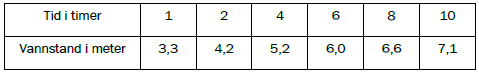 Tid i timer 1 2 4 6 8 10
Vannstand i meter 3,3 4,2 5,2 6,0 6,6 7,1